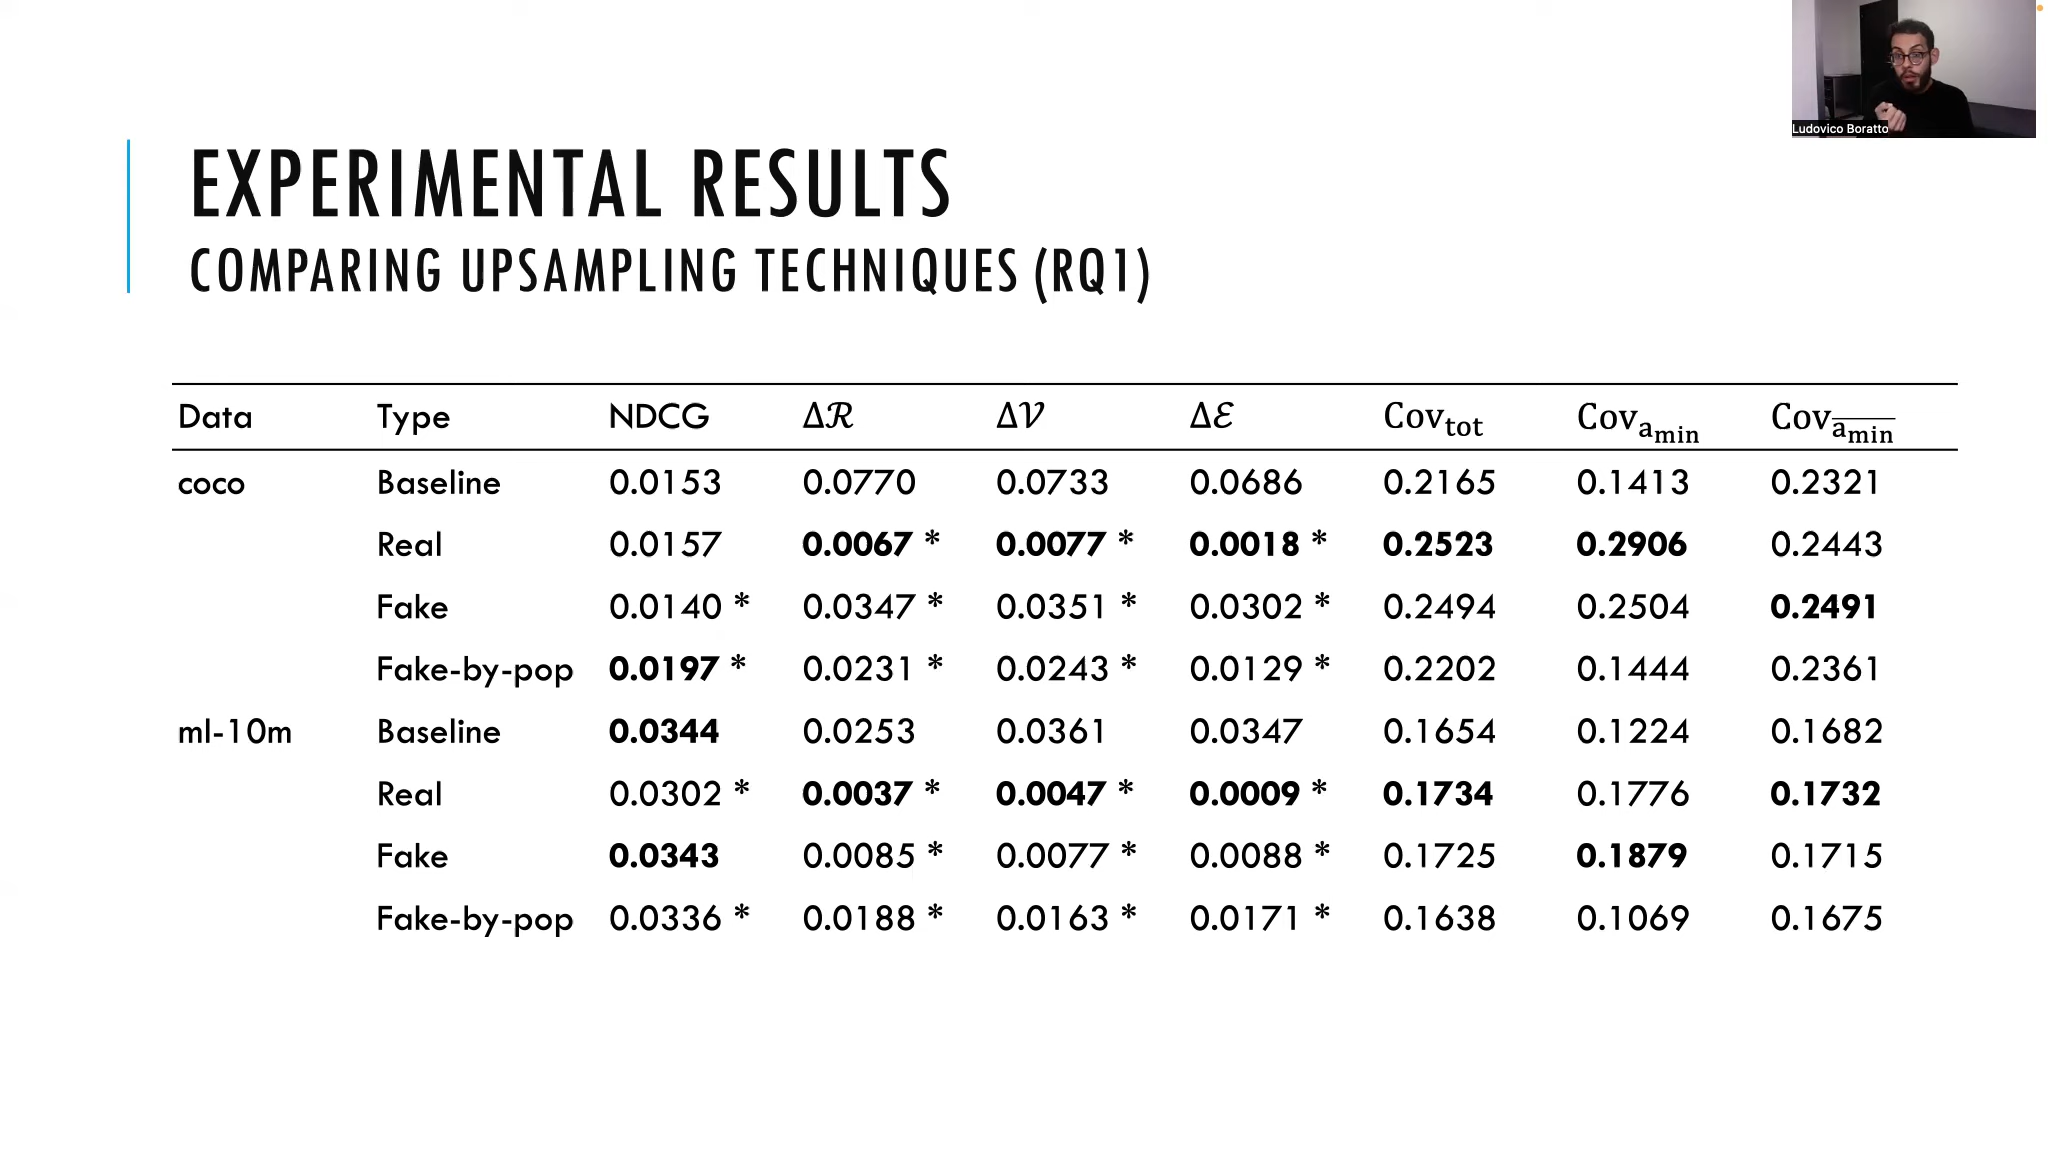 Ludovico Boratto
EXPERIMENTAL RESULTS
COMPARING UPSAMPLING TECHNIQUES (RQ1)
Data Type NDCG Δℛ Δ𝒱 Δℰ Cov_tot Cov_a_min Cov_a̅_m̅i̅n̅
coco Baseline 0.0153 0.0770 0.0733 0.0686 0.2165 0.1413 0.2321
Real 0.0157 0.0067 * 0.0077 * 0.0018 * 0.2523 0.2906 0.2443
Fake 0.0140 * 0.0347 * 0.0351 * 0.0302 * 0.2494 0.2504 0.2491
Fake-by-pop 0.0197 * 0.0231 * 0.0243 * 0.0129 * 0.2202 0.1444 0.2361
ml-10m Baseline 0.0344 0.0253 0.0361 0.0347 0.1654 0.1224 0.1682
Real 0.0302 * 0.0037 * 0.0047 * 0.0009 * 0.1734 0.1776 0.1732
Fake 0.0343 0.0085 * 0.0077 * 0.0088 * 0.1725 0.1879 0.1715
Fake-by-pop 0.0336 * 0.0188 * 0.0163 * 0.0171 * 0.1638 0.1069 0.1675